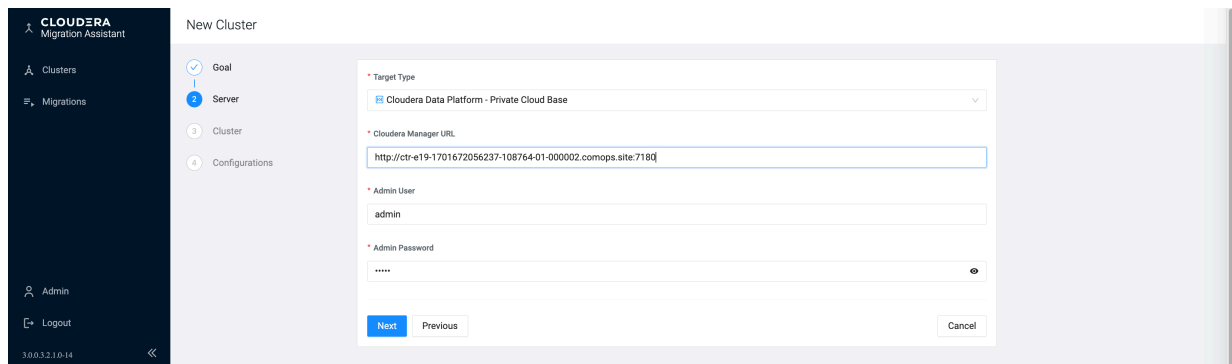 CLOUDERA
Migration Assistant
New Cluster
Clusters
Migrations
Goal
2 Server
3 Cluster
4 Configurations
* Target Type
Cloudera Data Platform - Private Cloud Base
* Cloudera Manager URL
http://ctr-e19-1701672056237-108764-01-000002.comops.site:7180
* Admin User
admin
* Admin Password
•••••
Next Previous Cancel
Admin
Logout
3.0.0.3.2.1.0-14